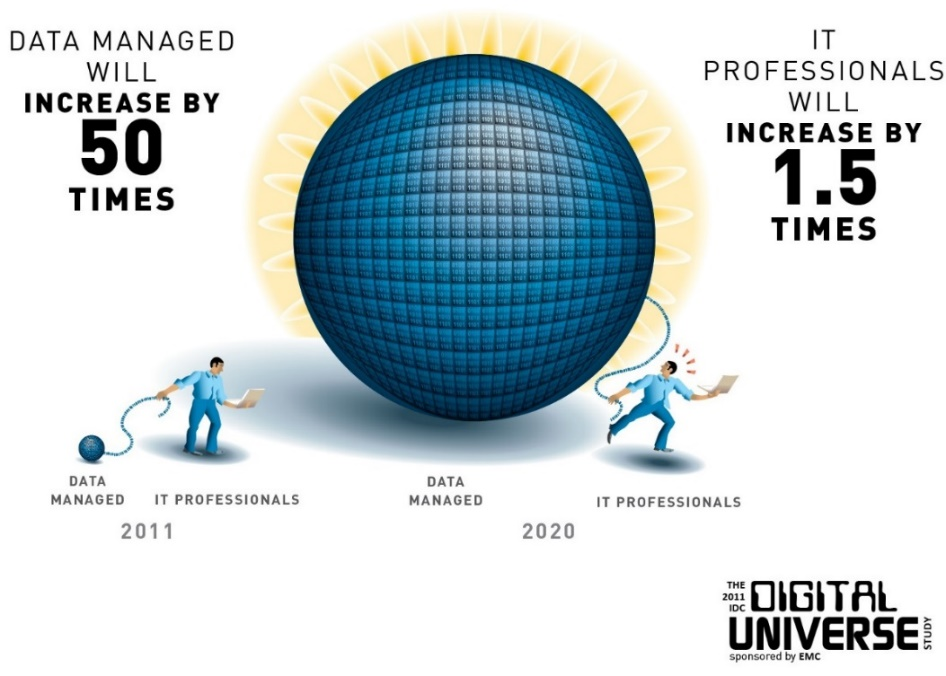 DATA MANAGED
WILL
INCREASE BY
50
TIMES
IT
PROFESSIONALS
WILL
INCREASE BY
1.5
TIMES
DATA
MANAGED
IT PROFESSIONALS
2011
DATA
MANAGED
IT PROFESSIONALS
2020
THE
2011
IDC
DIGITAL
UNIVERSE
STUDY
sponsored by EMC